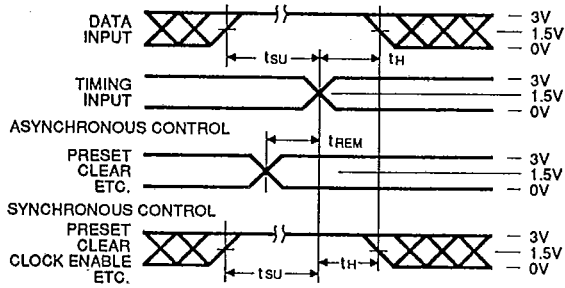 DATA INPUT
3V
1.5V
0V
tSU
tH
TIMING INPUT
3V
1.5V
0V
ASYNCHRONOUS CONTROL
tREM
PRESET
CLEAR
ETC.
3V
1.5V
0V
SYNCHRONOUS CONTROL
PRESET
CLEAR
CLOCK ENABLE
ETC.
3V
1.5V
0V
tSU
tH